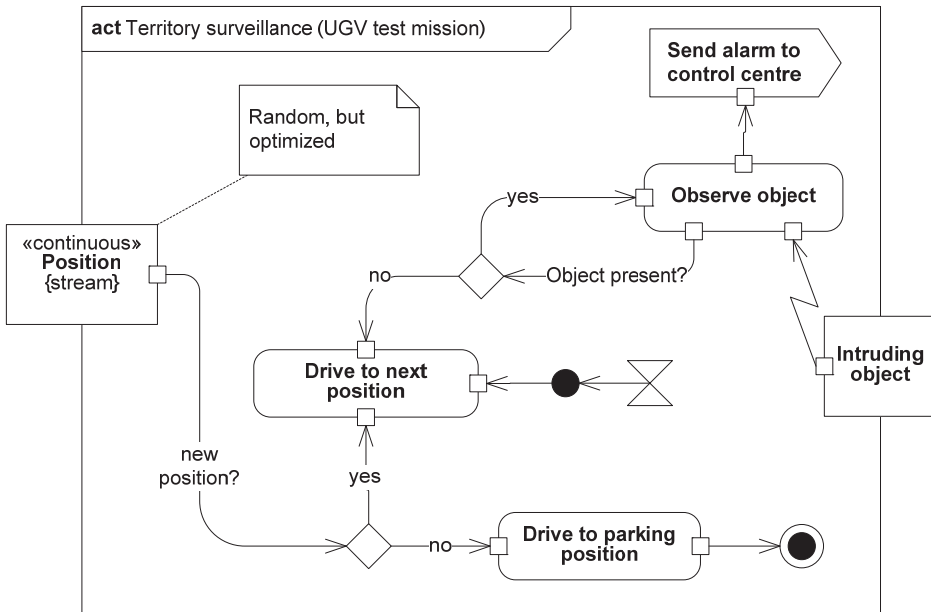 act Territory surveillance (UGV test mission)
Send alarm to
control centre
Random, but
optimized
yes
Observe object
«continuous»
Position
{stream}
no
Object present?
Drive to next
position
Intruding
object
new
position?
yes
no
Drive to parking
position